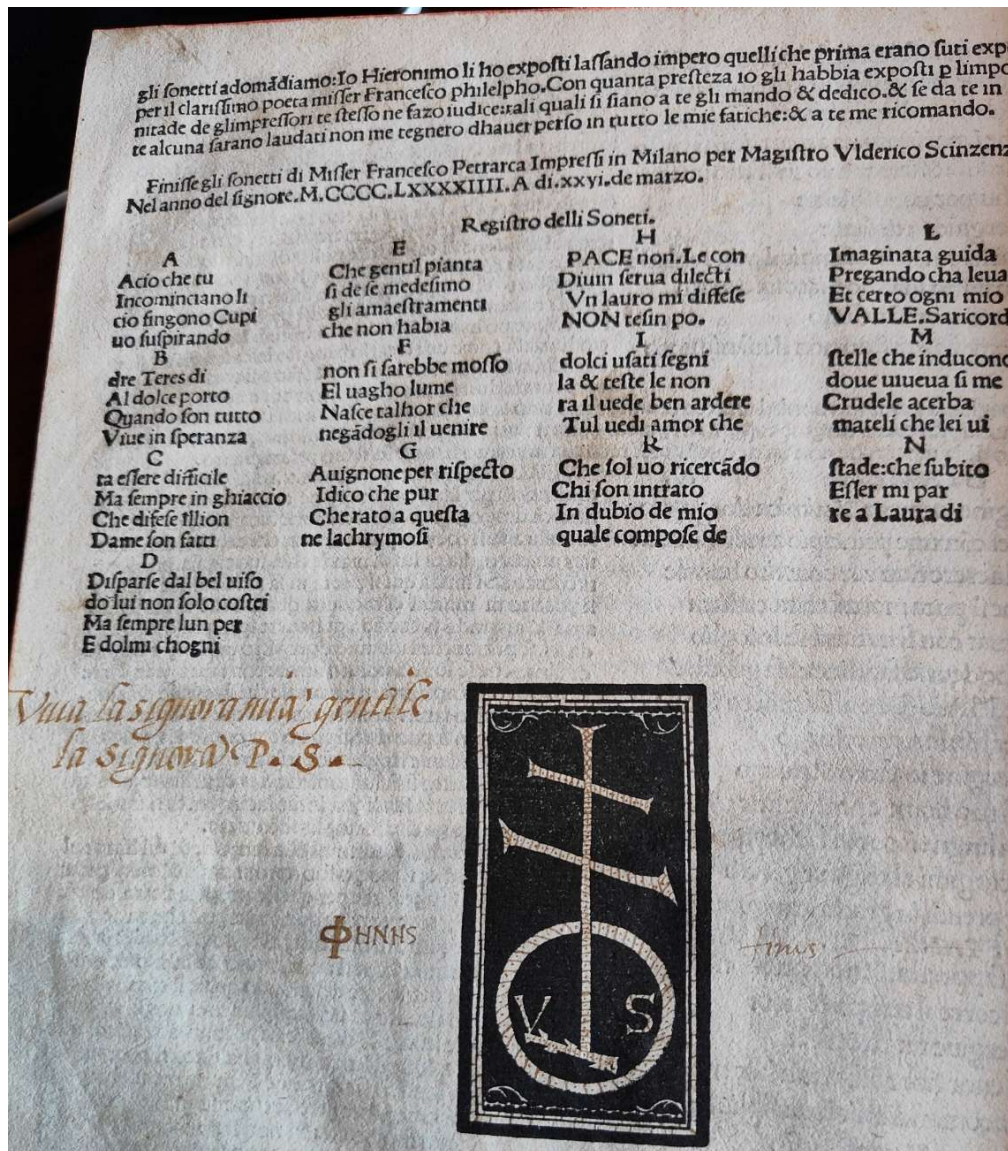 gli ſonetti adomādiamo:Io Hieronimo li ho expoſti laſſando impero quelli che prima erano ſuti exp
per il clariſſimo poeta miſſer Franceſco philelpho.Con quanta preſteza io gli habbia expoſti ꝑ limpo
nitade de glimpreſſori te ſteſſo ne fazo iudice:tali quali ſi ſiano a te gli mando & dedico.& ſe da te in
te alcuna ſarano laudati non me tegnero dhauer perſo in tutto le mie fatiche:& a te me ricomando.
Finiſſe gli ſonetti di Miſſer Franceſco Petrarca Impreſſi in Milano per Magiſtro Vlderico Scinzenz
Nel anno del ſignore.M.CCCC.LXXXXIIII.A di.xxvi.de marzo.
Regiſtro delli Soneti.
A
Acio che tu
Incominciano li
cio fingono Cupi
uo ſuſpirando
B
dre Teres di
Al dolce porto
Quando ſon tutto
Viue in ſperanza
C
ta eſſere difficile
Ma ſempre in ghiaccio
Che difeſe Illion
Dame ſon fatti
D
Diſparſe dal bel uiſo
do lui non ſolo coſtei
Ma ſempre lun per
E dolmi chogni
E
Che gentil pianta
ſi de ſe medeſimo
gli amaeſtramenti
che non habia
F
non ſi ſarebbe moſſo
El uagho lume
Naſce talhor che
negādogli il uenire
G
Auignone per riſpecto
Idico che pur
Che rato a queſta
ne lachrymoſi
H
PACE non.Le con
Diuin ſerua dilecti
Vn lauro mi diffeſe
NON teſin po.
I
dolci uſati ſegni
la & teſte le non
ra il uede ben ardere
Tul uedi amor che
K
Che ſol uo ricercādo
Chi ſon intrato
In dubio de mio
quale compoſe de
L
Imaginata guida
Pregando cha leua
Et certo ogni mio
VALLE.Saricord
M
ſtelle che inducono
doue uiueua ſi me
Crudele acerba
mateli che lei ui
N
ſtade:che ſubito
Eſſer mi par
re a Laura di
Viua la signora mia gentile
la signora P. S.
ΦHNHS
finis
V S